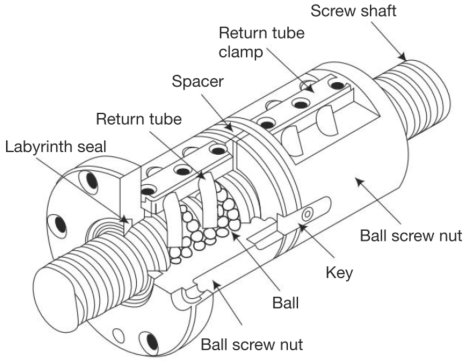 Screw shaft
Return tube
clamp
Spacer
Return tube
Labyrinth seal
Ball screw nut
Key
Ball
Ball screw nut